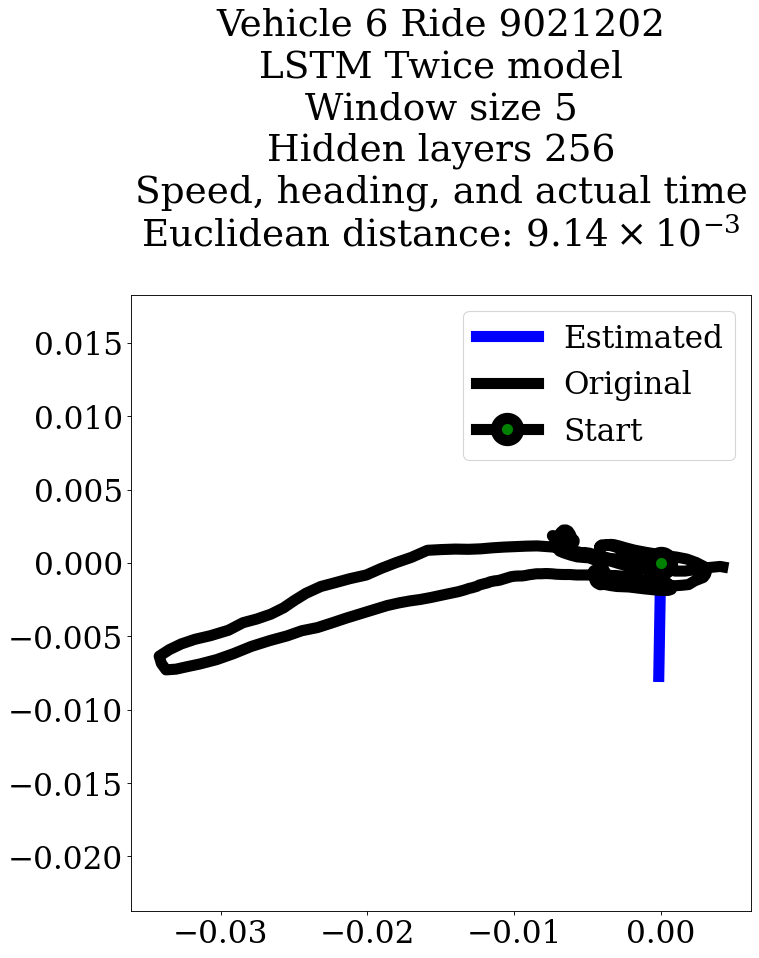 Vehicle 6 Ride 9021202
LSTM Twice model
Window size 5
Hidden layers 256
Speed, heading, and actual time
Euclidean distance: 9.14 × 10⁻³
Estimated
Original
Start
0.015
0.010
0.005
0.000
−0.005
−0.010
−0.015
−0.020
−0.03 −0.02 −0.01 0.00